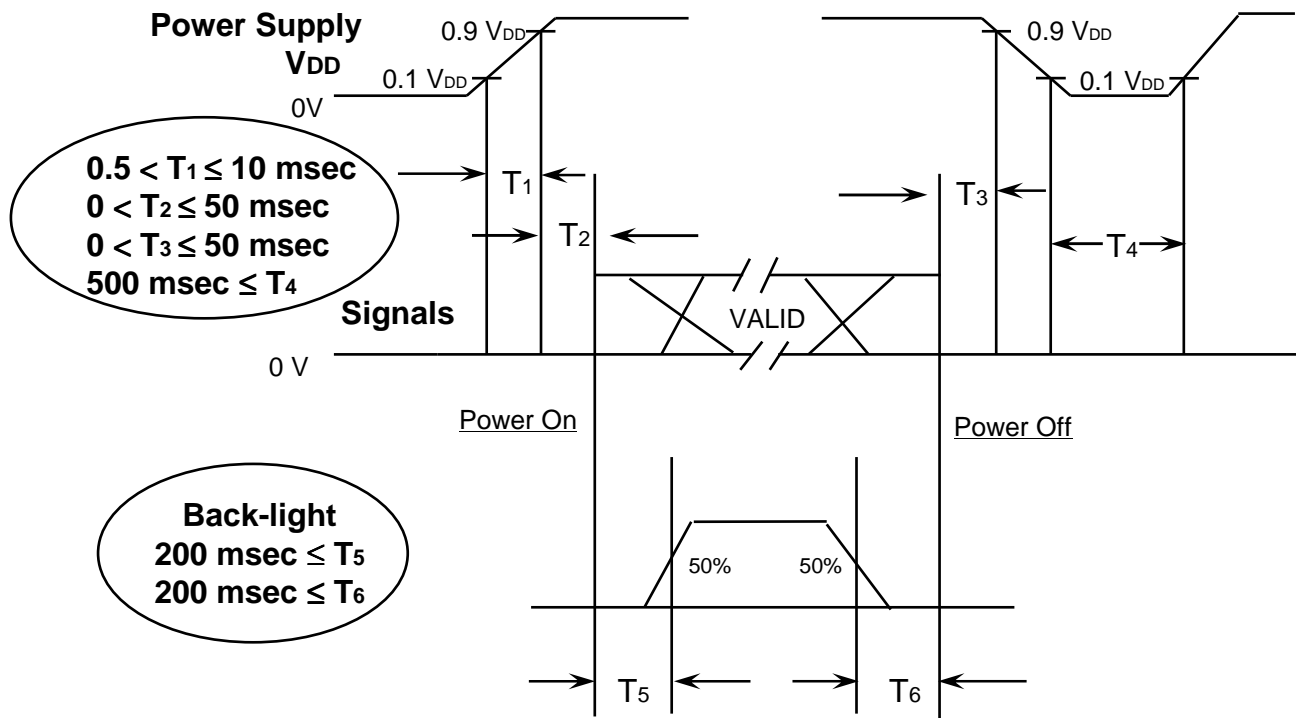 Power Supply
VDD
0.9 VDD
0.1 VDD
0V
0.9 VDD
0.1 VDD
0.5 < T1 ≤ 10 msec
0 < T2 ≤ 50 msec
0 < T3 ≤ 50 msec
500 msec ≤ T4
T1
T2
T3
T4
Signals
VALID
0 V
Power On
Power Off
Back-light
200 msec ≤ T5
200 msec ≤ T6
50%
50%
T5
T6